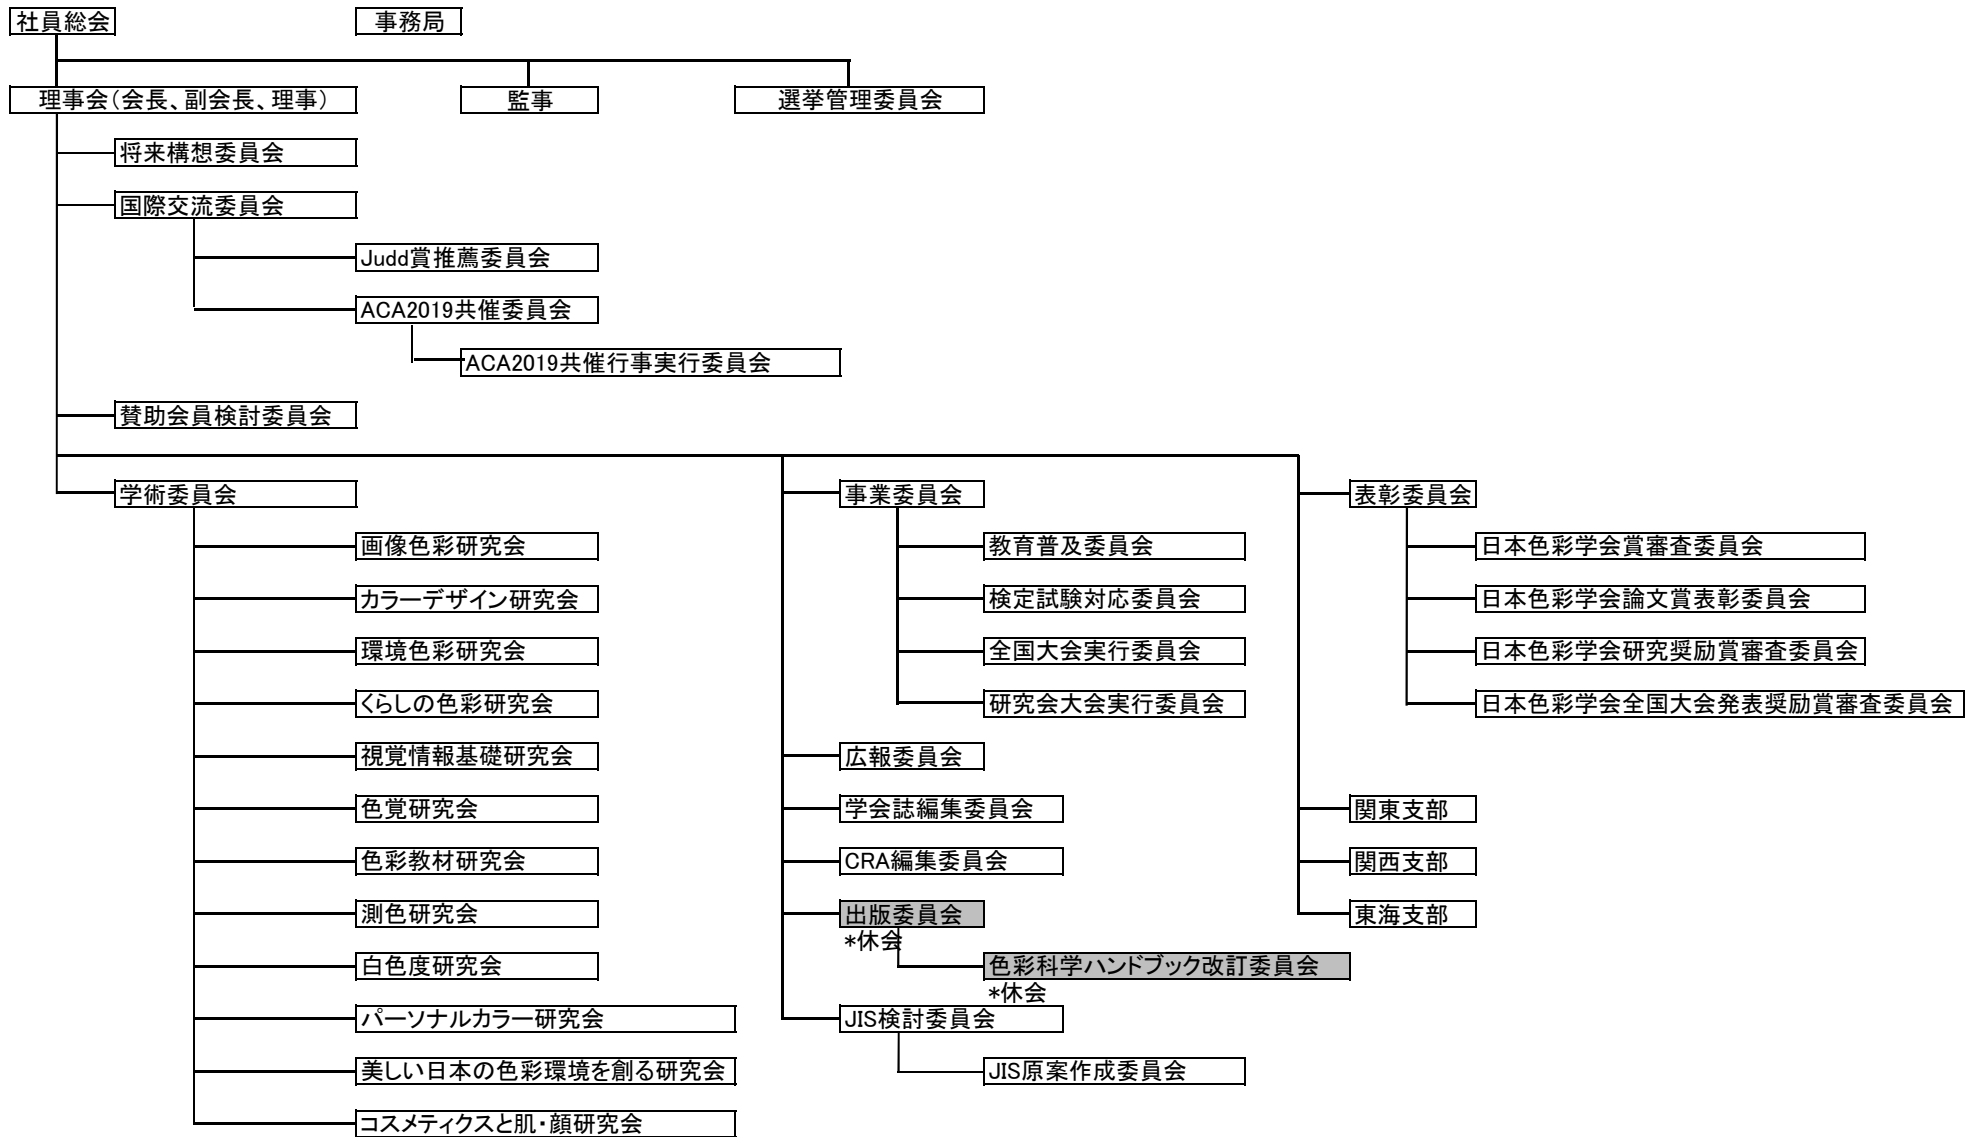 社員総会
事務局
理事会（会長、副会長、理事）
監事
選挙管理委員会
将来構想委員会
国際交流委員会
Judd賞推薦委員会
ACA2019共催委員会
ACA2019共催行事実行委員会
賛助会員検討委員会
学術委員会
画像色彩研究会
カラーデザイン研究会
環境色彩研究会
くらしの色彩研究会
視覚情報基礎研究会
色覚研究会
色彩教材研究会
測色研究会
白色度研究会
パーソナルカラー研究会
美しい日本の色彩環境を創る研究会
コスメティクスと肌・顔研究会
事業委員会
教育普及委員会
検定試験対応委員会
全国大会実行委員会
研究会大会実行委員会
広報委員会
学会誌編集委員会
CRA編集委員会
出版委員会
*休会
色彩科学ハンドブック改訂委員会
*休会
JIS検討委員会
JIS原案作成委員会
表彰委員会
日本色彩学会賞審査委員会
日本色彩学会論文賞表彰委員会
日本色彩学会研究奨励賞審査委員会
日本色彩学会全国大会発表奨励賞審査委員会
関東支部
関西支部
東海支部